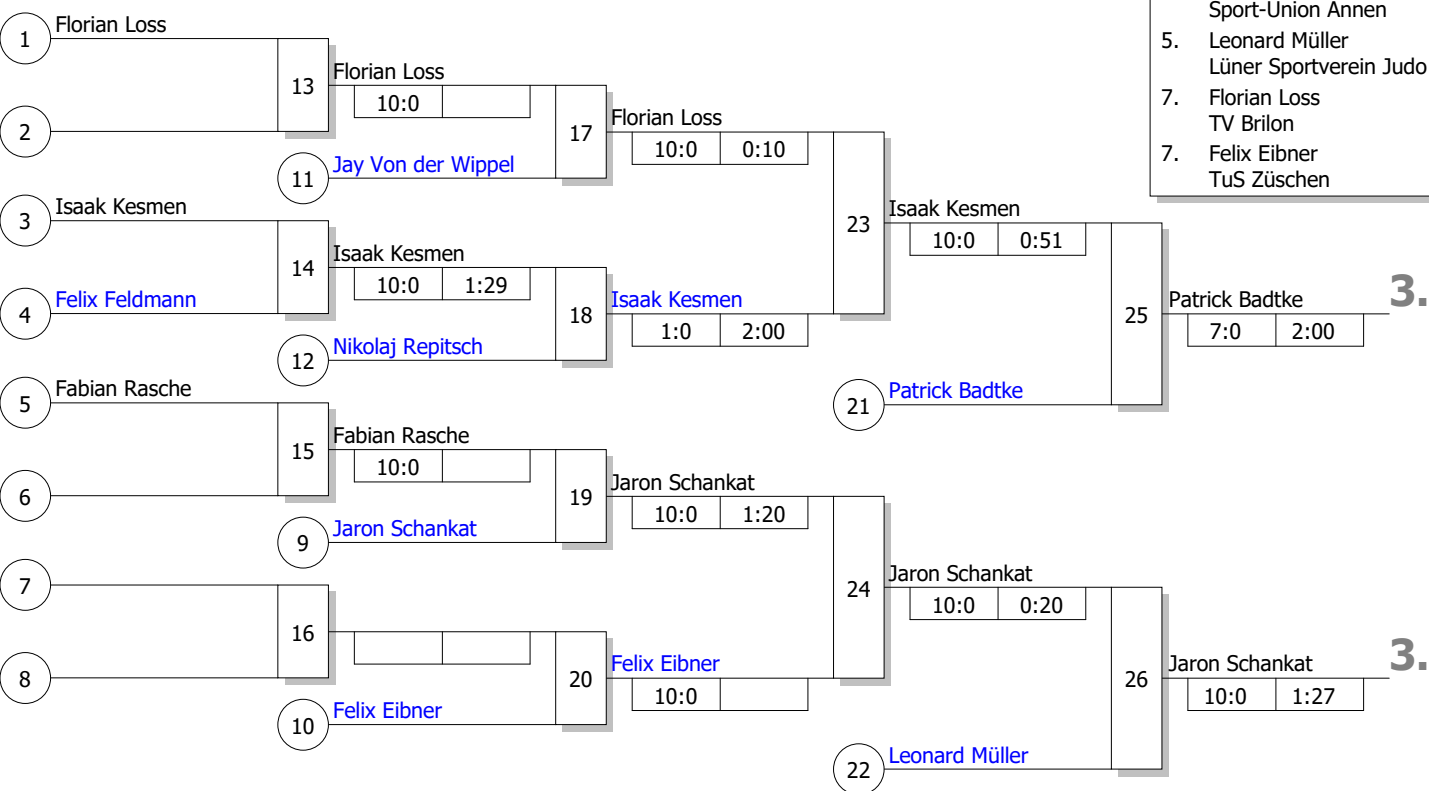 Sport-Union Annen
5. Leonard Müller
Lüner Sportverein Judo
7. Florian Loss
TV Brilon
7. Felix Eibner
TuS Züschen
1 Florian Loss
2
13
Florian Loss
10:0
11 Jay Von der Wippel
17
Florian Loss
10:0 0:10
3 Isaak Kesmen
4 Felix Feldmann
14
Isaak Kesmen
10:0 1:29
12 Nikolaj Repitsch
18
Isaak Kesmen
1:0 2:00
23
Isaak Kesmen
10:0 0:51
21 Patrick Badtke
25
Patrick Badtke 3.
7:0 2:00
5 Fabian Rasche
6
15
Fabian Rasche
10:0
9 Jaron Schankat
19
Jaron Schankat
10:0 1:20
7
8
16
10 Felix Eibner
20
Felix Eibner
10:0
24
Jaron Schankat
10:0 0:20
22 Leonard Müller
26
Jaron Schankat 3.
10:0 1:27